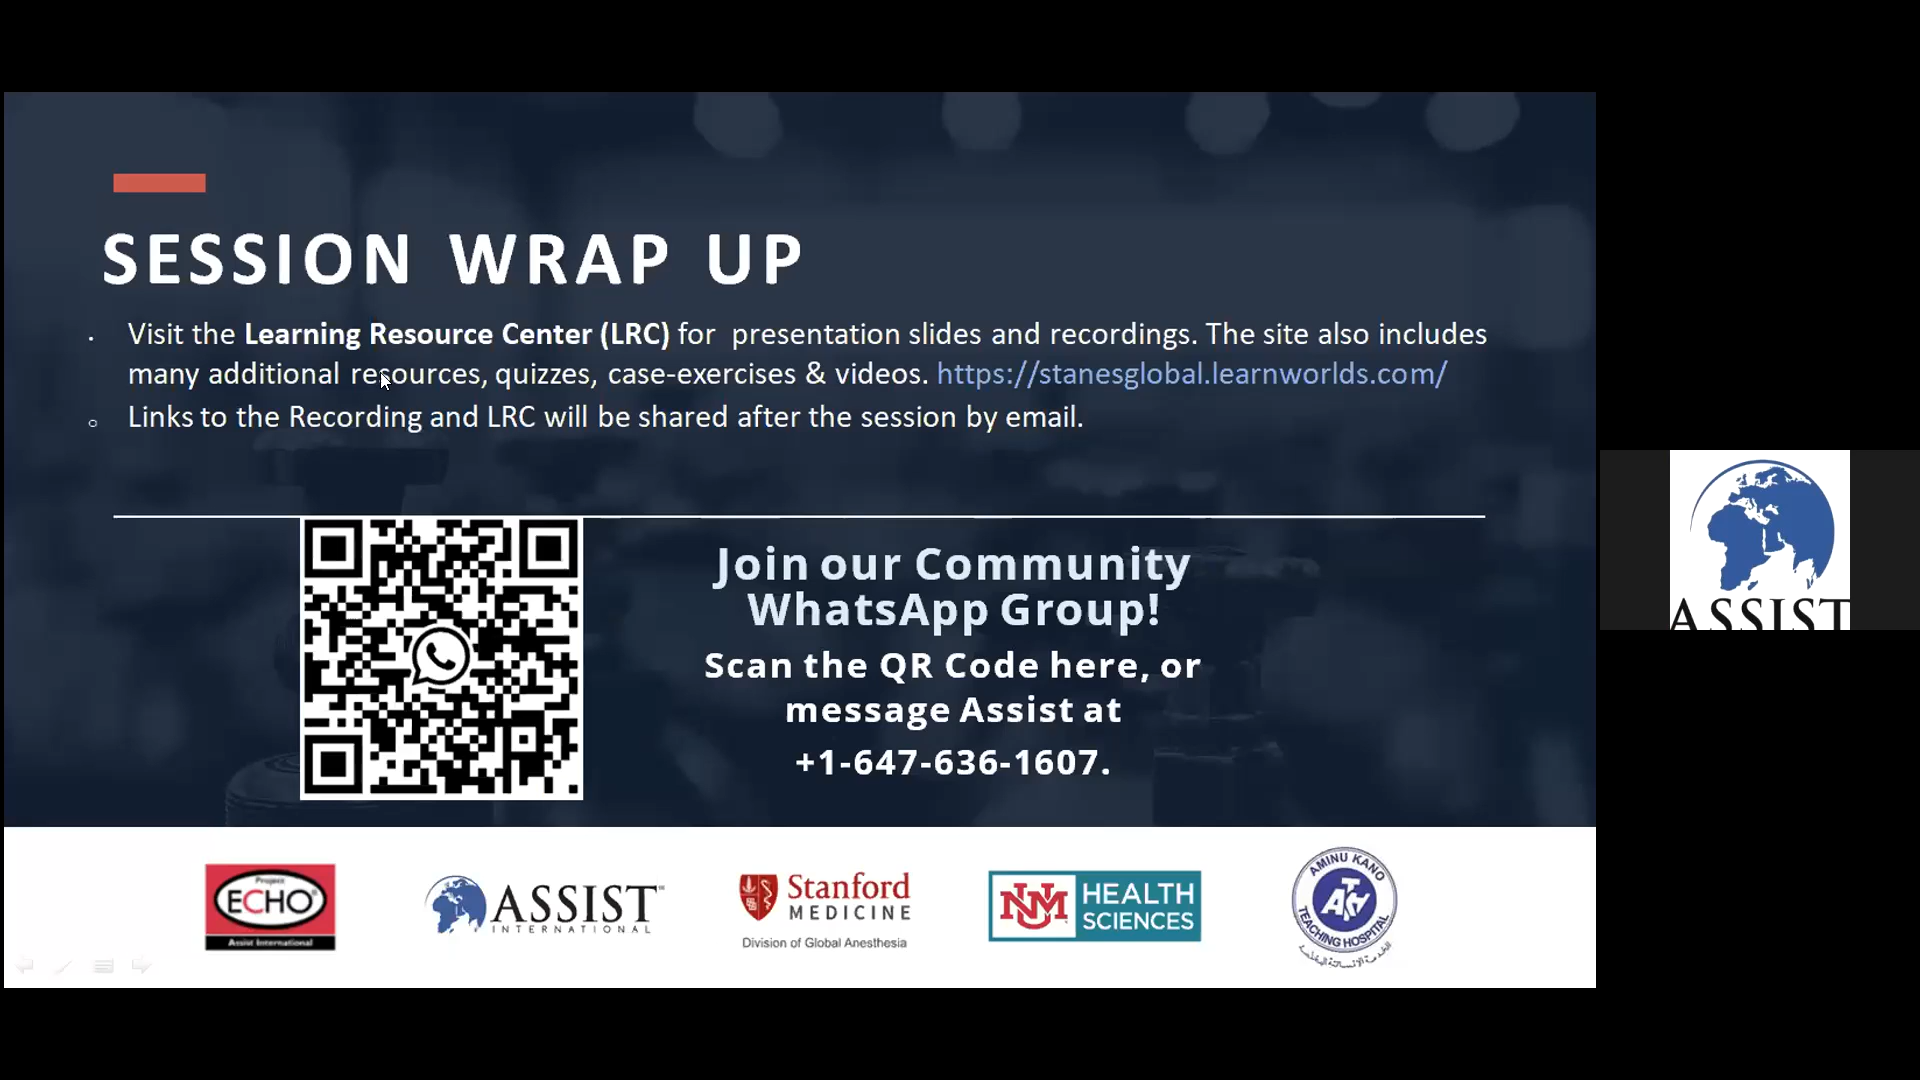 SESSION WRAP UP
Visit the Learning Resource Center (LRC) for presentation slides and recordings. The site also includes
many additional resources, quizzes, case-exercises & videos. https://stanesglobal.learnworlds.com/
Links to the Recording and LRC will be shared after the session by email.
Join our Community
WhatsApp Group!
Scan the QR Code here, or
message Assist at
+1-647-636-1607.
ASSIST
Project
ECHO®
Assist International
ASSIST™
INTERNATIONAL
Stanford
MEDICINE
Division of Global Anesthesia
UNM
HEALTH
SCIENCES
AMINU KANO
TEACHING HOSPITAL